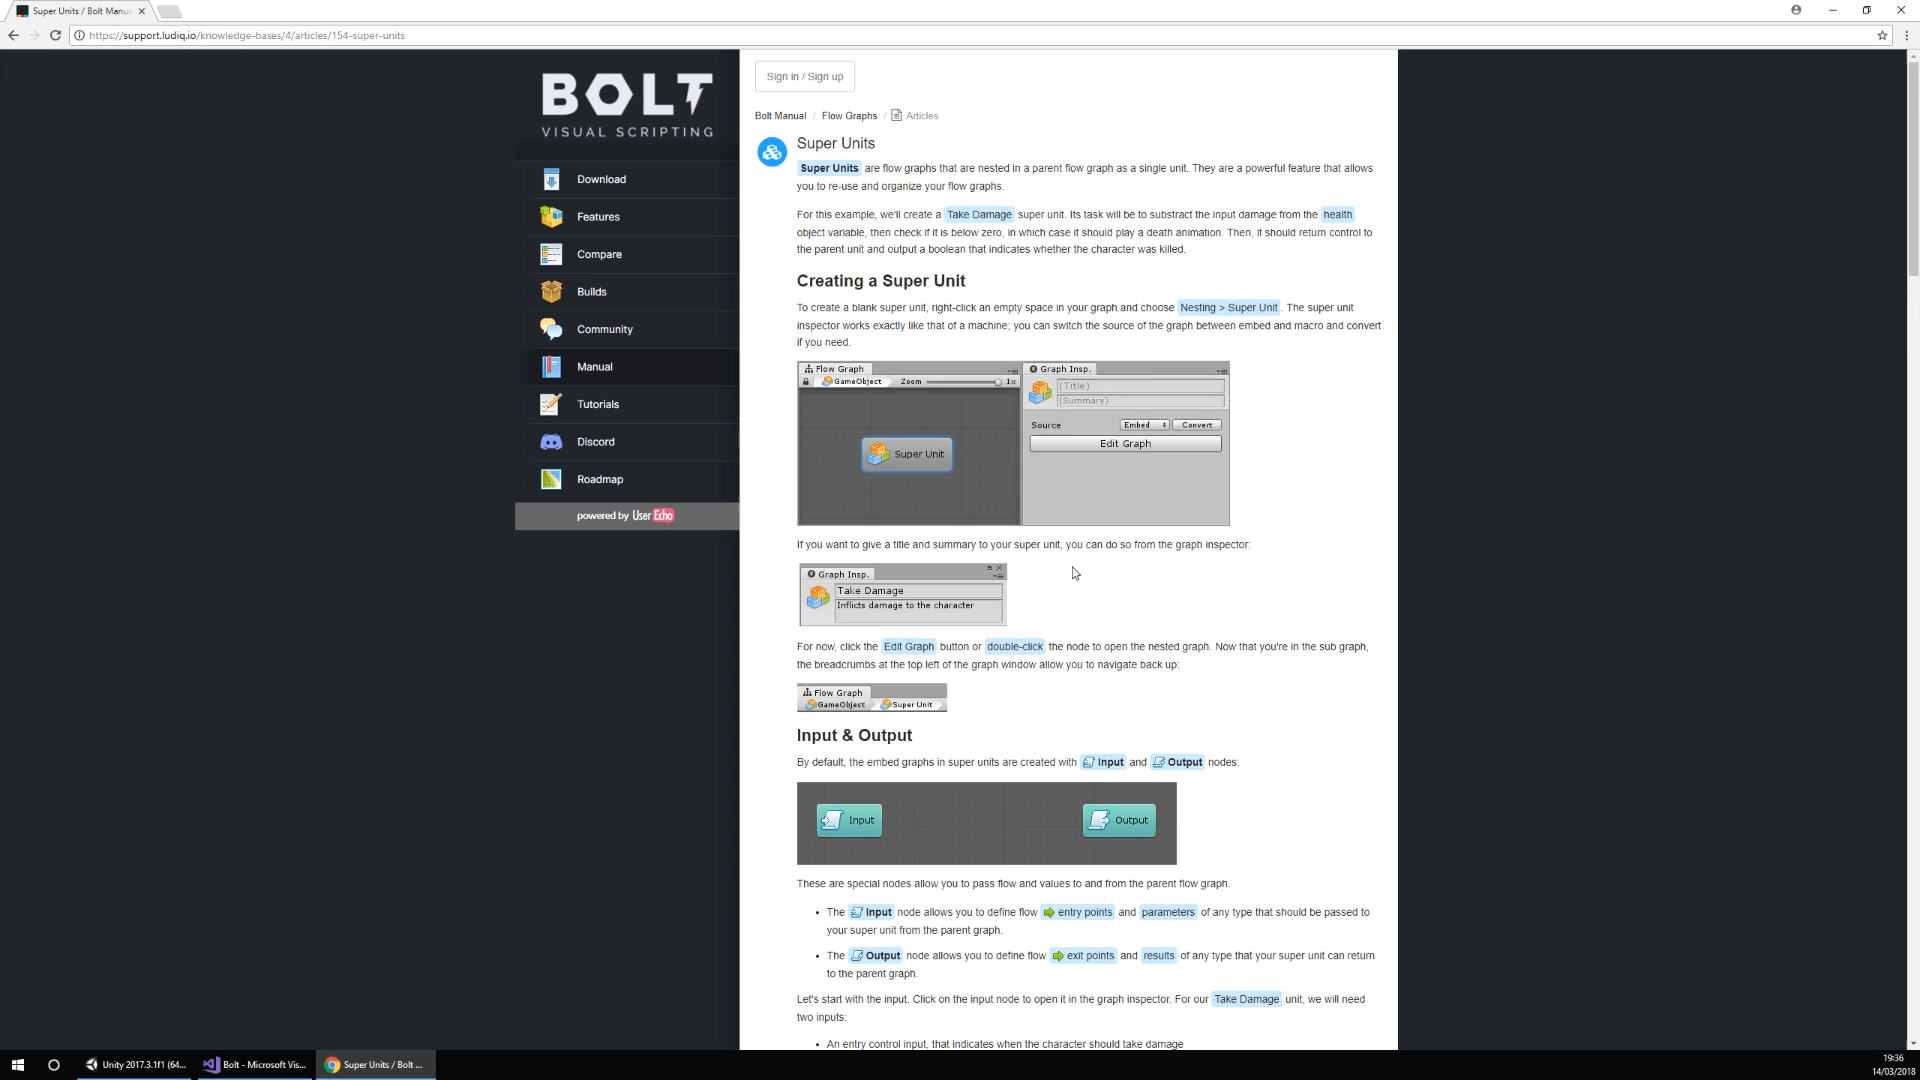 Super Units / Bolt Manu
https://support.ludiq.io/knowledge-bases/4/articles/154-super-units
BOLT
VISUAL SCRIPTING
Download
Features
Compare
Builds
Community
Manual
Tutorials
Discord
Roadmap
powered by User Echo
Sign in / Sign up
Bolt Manual / Flow Graphs / Articles
Super Units
Super Units are flow graphs that are nested in a parent flow graph as a single unit. They are a powerful feature that allows
you to re-use and organize your flow graphs.
For this example, we'll create a Take Damage super unit. Its task will be to substract the input damage from the health
object variable, then check if it is below zero, in which case it should play a death animation. Then, it should return control to
the parent unit and output a boolean that indicates whether the character was killed.
Creating a Super Unit
To create a blank super unit, right-click an empty space in your graph and choose Nesting > Super Unit. The super unit
inspector works exactly like that of a machine; you can switch the source of the graph between embed and macro and convert
if you need.
Flow Graph
GameObject Zoom 1x
Super Unit
Graph Insp.
(Title)
(Summary)
Source Embed Convert
Edit Graph
If you want to give a title and summary to your super unit, you can do so from the graph inspector:
Graph Insp.
Take Damage
Inflicts damage to the character
For now, click the Edit Graph button or double-click the node to open the nested graph. Now that you're in the sub graph,
the breadcrumbs at the top left of the graph window allow you to navigate back up:
Flow Graph
GameObject Super Unit
Input & Output
By default, the embed graphs in super units are created with Input and Output nodes:
Input Output
These are special nodes allow you to pass flow and values to and from the parent flow graph.
• The Input node allows you to define flow entry points and parameters of any type that should be passed to
your super unit from the parent graph.
• The Output node allows you to define flow exit points and results of any type that your super unit can return
to the parent graph.
Let's start with the input. Click on the input node to open it in the graph inspector. For our Take Damage unit, we will need
two inputs:
• An entry control input, that indicates when the character should take damage
Unity 2017.3.1f1 (64... Bolt - Microsoft Vis... Super Units / Bolt ...
19:36
14/03/2018